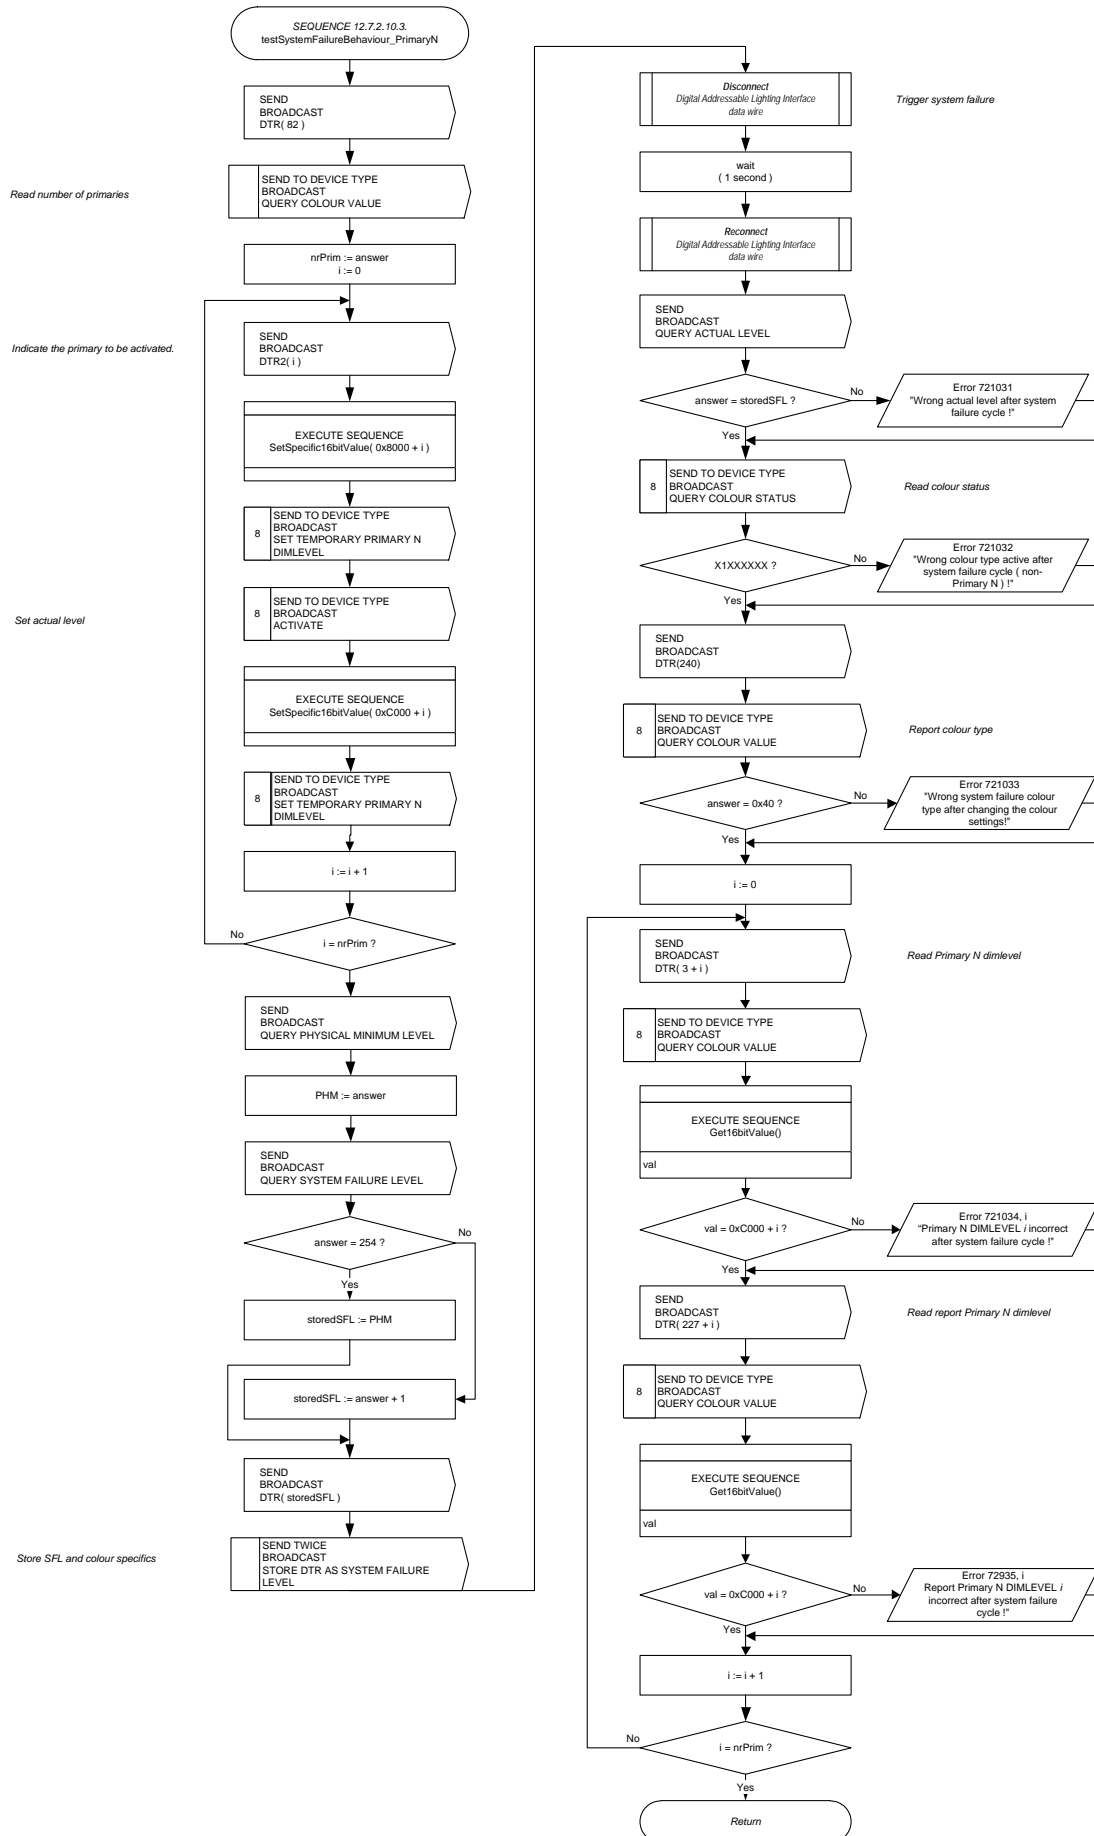 SEQUENCE 12.7.2.10.3.
testSystemFailureBehaviour_PrimaryN
SEND
BROADCAST
DTR( 82 )
Read number of primaries
SEND TO DEVICE TYPE
BROADCAST
QUERY COLOUR VALUE
nrPrim := answer
i := 0
Indicate the primary to be activated.
SEND
BROADCAST
DTR2( i )
EXECUTE SEQUENCE
SetSpecific16bitValue( 0x8000 + i )
8
SEND TO DEVICE TYPE
BROADCAST
SET TEMPORARY PRIMARY N
DIMLEVEL
Set actual level
8
SEND TO DEVICE TYPE
BROADCAST
ACTIVATE
EXECUTE SEQUENCE
SetSpecific16bitValue( 0xC000 + i )
8
SEND TO DEVICE TYPE
BROADCAST
SET TEMPORARY PRIMARY N
DIMLEVEL
i := i + 1
No
i = nrPrim ?
SEND
BROADCAST
QUERY PHYSICAL MINIMUM LEVEL
PHM := answer
SEND
BROADCAST
QUERY SYSTEM FAILURE LEVEL
answer = 254 ?
No
Yes
storedSFL := PHM
storedSFL := answer + 1
SEND
BROADCAST
DTR( storedSFL )
Store SFL and colour specifics
SEND TWICE
BROADCAST
STORE DTR AS SYSTEM FAILURE
LEVEL
Disconnect
Digital Addressable Lighting Interface
data wire
Trigger system failure
wait
( 1 second )
Reconnect
Digital Addressable Lighting Interface
data wire
SEND
BROADCAST
QUERY ACTUAL LEVEL
answer = storedSFL ?
No
Error 721031
"Wrong actual level after system
failure cycle !"
Yes
8
SEND TO DEVICE TYPE
BROADCAST
QUERY COLOUR STATUS
Read colour status
X1XXXXXX ?
No
Error 721032
"Wrong colour type active after
system failure cycle ( non-
Primary N ) !"
Yes
SEND
BROADCAST
DTR(240)
8
SEND TO DEVICE TYPE
BROADCAST
QUERY COLOUR VALUE
Report colour type
answer = 0x40 ?
No
Error 721033
"Wrong system failure colour
type after changing the colour
settings!"
Yes
i := 0
SEND
BROADCAST
DTR( 3 + i )
Read Primary N dimlevel
8
SEND TO DEVICE TYPE
BROADCAST
QUERY COLOUR VALUE
EXECUTE SEQUENCE
Get16bitValue()
val
val = 0xC000 + i ?
No
Error 721034, i
“Primary N DIMLEVEL i incorrect
after system failure cycle !"
Yes
SEND
BROADCAST
DTR( 227 + i )
Read report Primary N dimlevel
8
SEND TO DEVICE TYPE
BROADCAST
QUERY COLOUR VALUE
EXECUTE SEQUENCE
Get16bitValue()
val
val = 0xC000 + i ?
No
Error 72935, i
Report Primary N DIMLEVEL i
incorrect after system failure
cycle !"
Yes
i := i + 1
No
i = nrPrim ?
Yes
Return